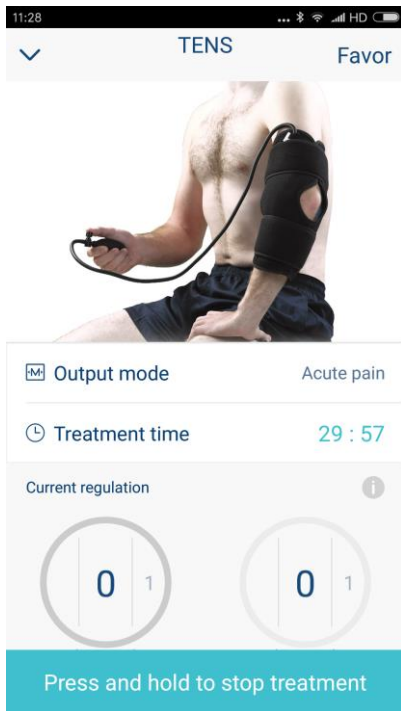 11:28 ... HD
TENS
Favor
Output mode
Acute pain
Treatment time
29 : 57
Current regulation
0 1
0 1
Press and hold to stop treatment